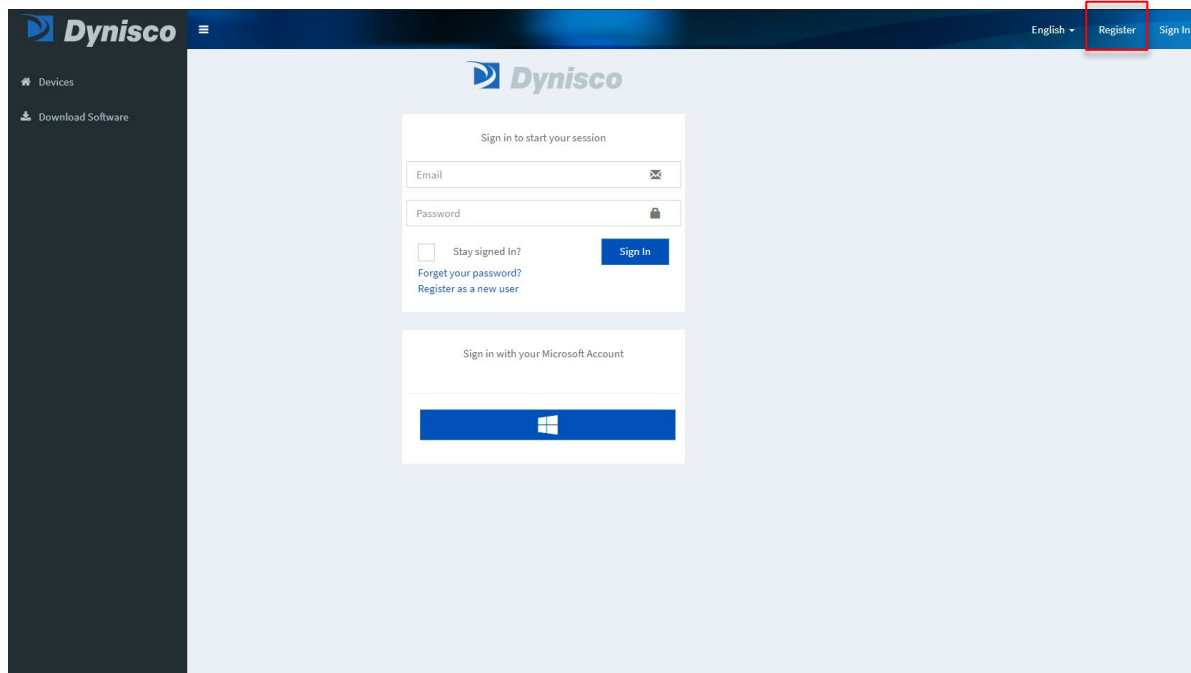 Dynisco
English
Register
Sign In
Devices
Download Software
Dynisco
Sign in to start your session
Email
Password
Stay signed In?
Sign In
Forget your password?
Register as a new user
Sign in with your Microsoft Account